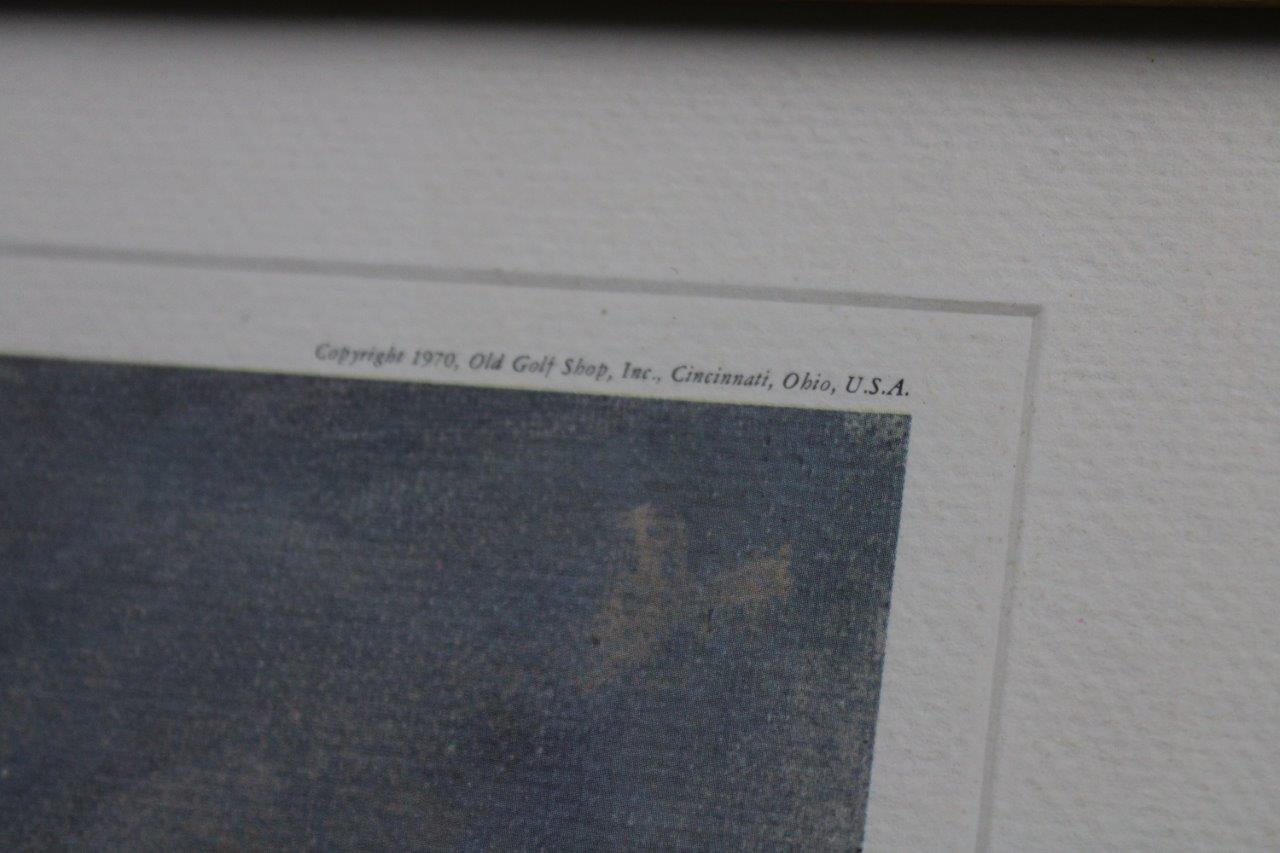 Copyright 1970, Old Golf Shop, Inc., Cincinnati, Ohio, U.S.A.